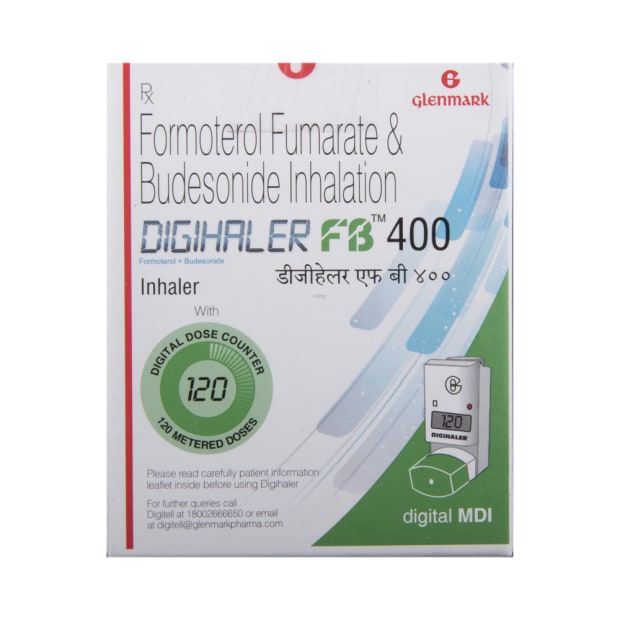 Rx
GLENMARK
Formoterol Fumarate &
Budesonide Inhalation
DIGIHALER FB™ 400
Formoterol + Budesonide
डीजीहेलर एफ बी ४००
Inhaler
With
DIGITAL DOSE COUNTER
120
120 METERED DOSES
120
DIGIHALER
Please read carefully patient information
leaflet inside before using Digihaler
For further queries call
Digitell at 18002666650 or email
at digitell@glenmarkpharma.com
digital MDI